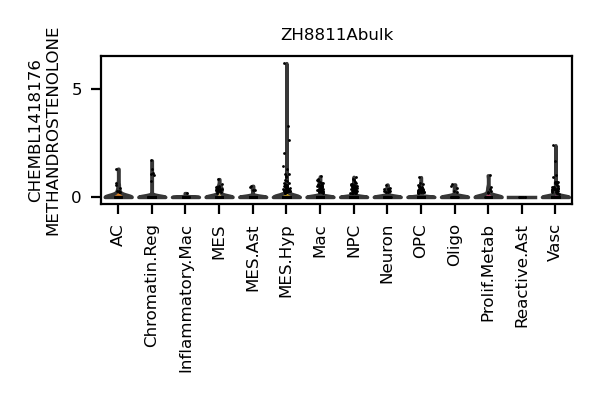 ZH8811Abulk
CHEMBL1418176
METHANDROSTENOLONE
5
0
AC
Chromatin.Reg
Inflammatory.Mac
MES
MES.Ast
MES.Hyp
Mac
NPC
Neuron
OPC
Oligo
Prolif.Metab
Reactive.Ast
Vasc